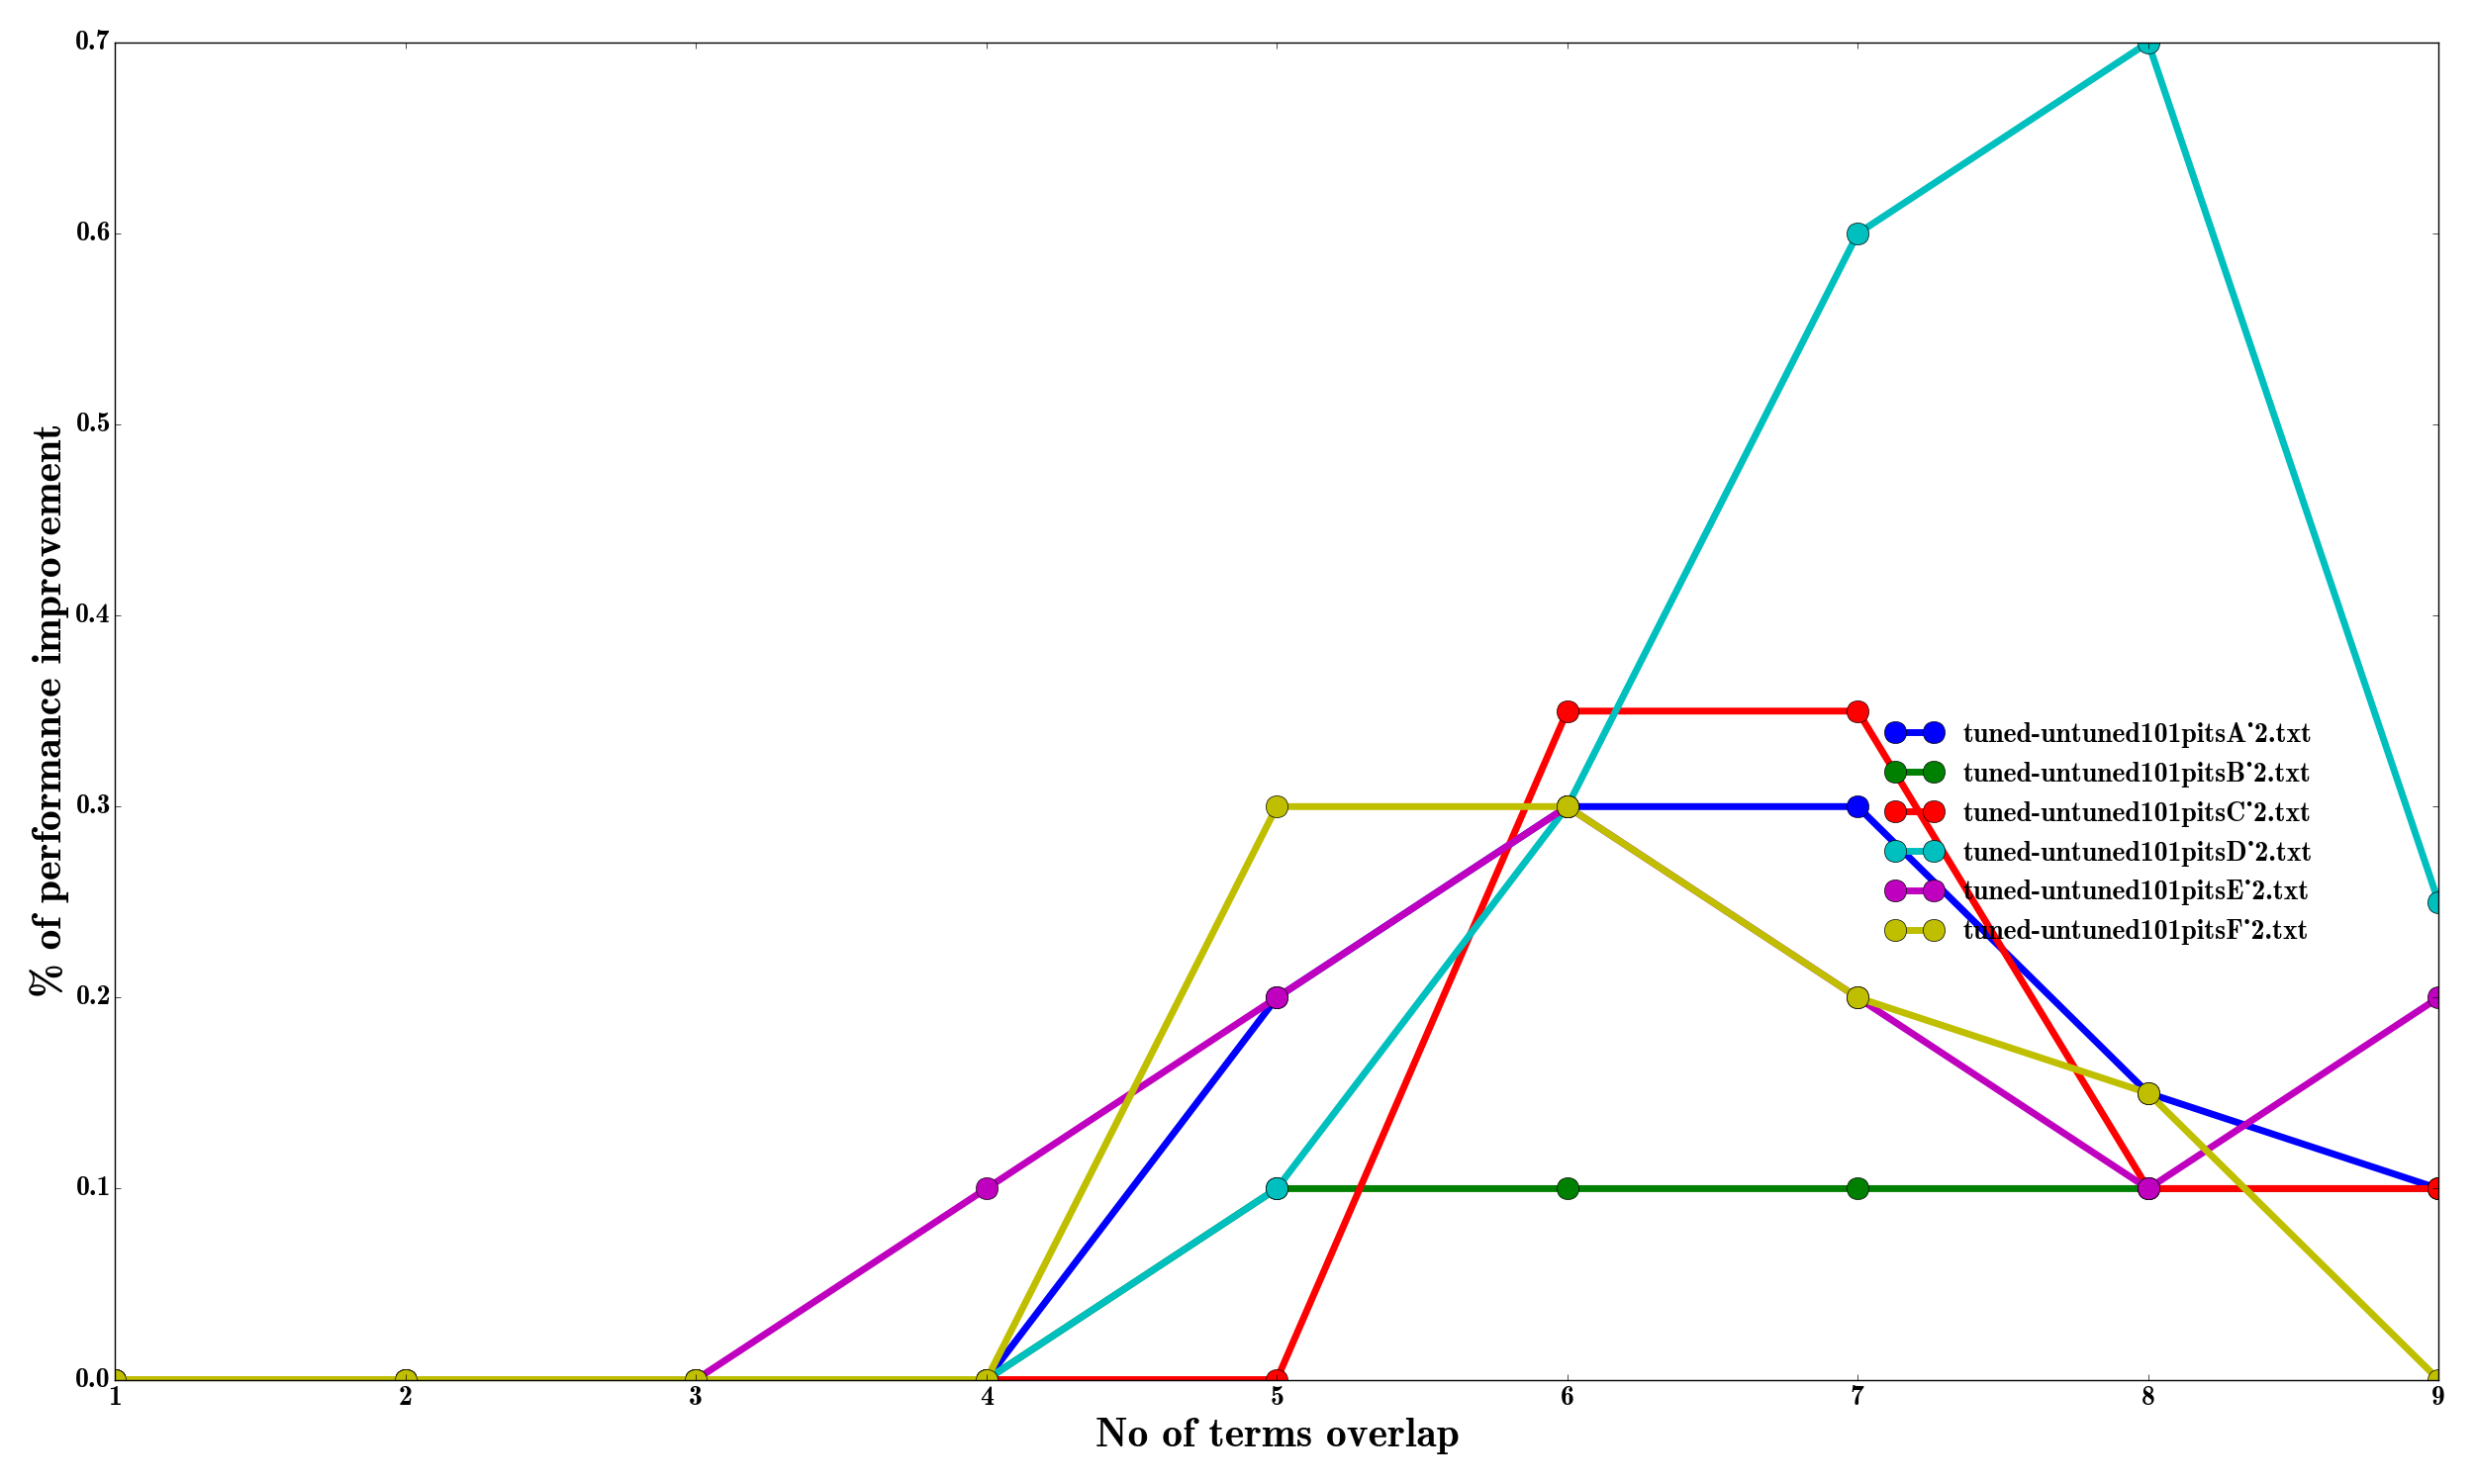 % of performance improvement
0.7
0.6
0.5
0.4
0.3
0.2
0.1
0.0
1 2 3 4 5 6 7 8 9
No of terms overlap
tuned-untuned101pitsA˙2.txt
tuned-untuned101pitsB˙2.txt
tuned-untuned101pitsC˙2.txt
tuned-untuned101pitsD˙2.txt
tuned-untuned101pitsE˙2.txt
tuned-untuned101pitsF˙2.txt